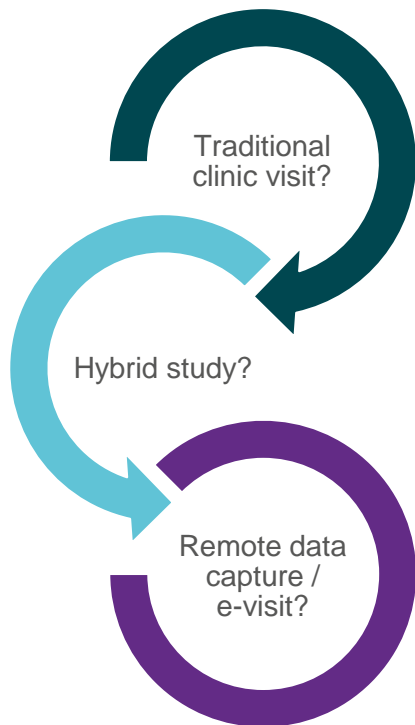 Traditional
clinic visit?
Hybrid study?
Remote data
capture /
e-visit?